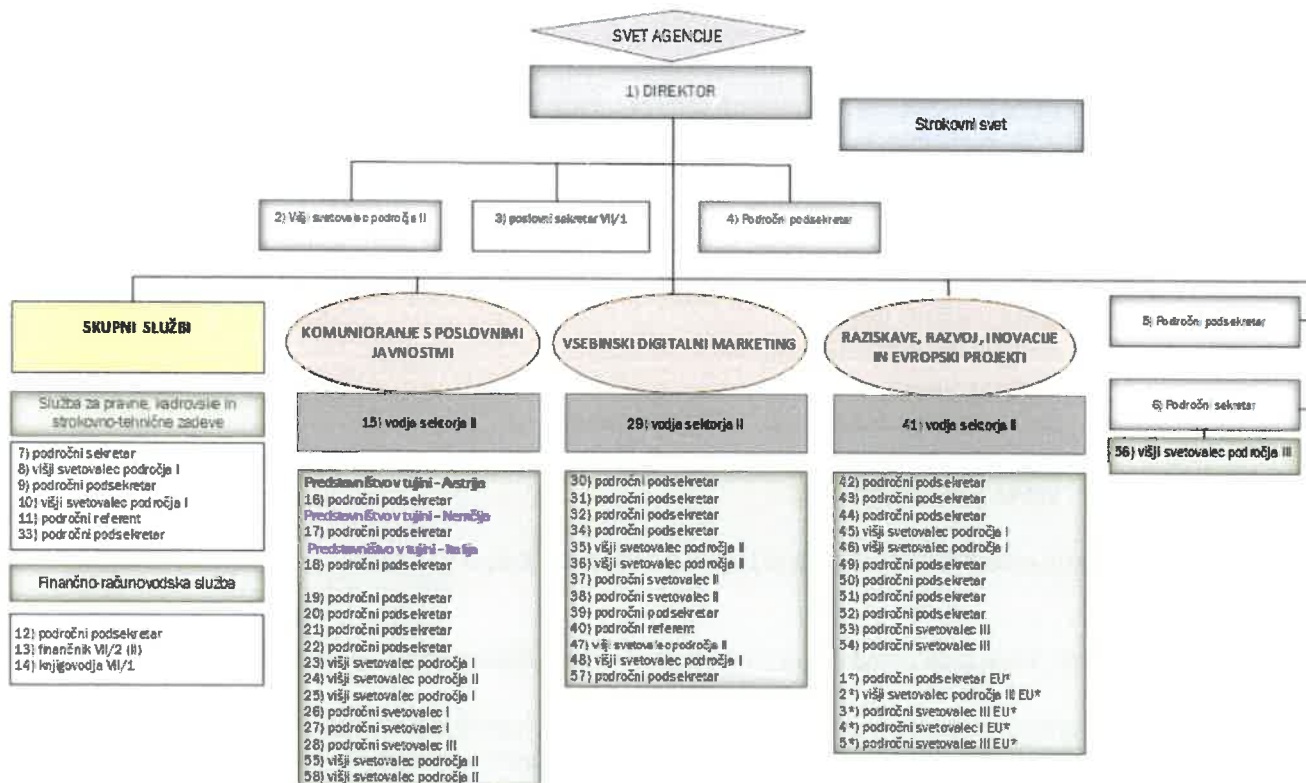 SVET AGENCIJE
1) DIREKTOR
Strokovni svet
2) Višji svetovalec področja II
3) poslovni sekretar VII/1
4) Področni podsekretar
SKUPNI SLUŽBI
KOMUNICIRANJE S POSLOVNIMI
JAVNOSTMI
VSEBINSKI DIGITALNI MARKETING
RAZISKAVE, RAZVOJ, INOVACIJE
IN EVROPSKI PROJEKTI
5) Področni podsekretar
6) Področni sekretar
56) višji svetovalec področja III
Služba za pravne, kadrovske in
strokovno-tehnične zadeve
7) področni sekretar
8) višji svetovalec področja I
9) področni podsekretar
10) višji svetovalec področja I
11) področni referent
33) področni podsekretar
Finančno-računovodska služba
12) področni podsekretar
13) finančnik VII/2 (II)
14) knjigovodja VII/1
15) vodja sektorja II
Predstavništvo v tujini - Avstrija
16) področni podsekretar
Predstavništvo v tujini - Nemčija
17) področni podsekretar
Predstavništvo v tujini - Italija
18) področni podsekretar
19) področni podsekretar
20) področni podsekretar
21) področni podsekretar
22) področni podsekretar
23) višji svetovalec področja I
24) višji svetovalec področja II
25) višji svetovalec področja I
26) področni svetovalec I
27) področni svetovalec I
28) področni svetovalec III
55) višji svetovalec področja II
58) višji svetovalec področja II
29) vodja sektorja II
30) področni podsekretar
31) področni podsekretar
32) področni podsekretar
34) področni podsekretar
35) višji svetovalec področja II
36) višji svetovalec področja II
37) področni svetovalec II
38) področni svetovalec II
39) področni podsekretar
40) področni referent
47) višji svetovalec področja II
48) višji svetovalec področja I
57) področni podsekretar
41) vodja sektorja II
42) področni podsekretar
43) področni podsekretar
44) področni podsekretar
45) višji svetovalec področja I
46) višji svetovalec področja I
49) področni podsekretar
50) področni podsekretar
51) področni podsekretar
52) področni podsekretar
53) področni svetovalec III
54) področni svetovalec III
1*) področni podsekretar EU*
2*) višji svetovalec področja III EU*
3*) področni svetovalec III EU*
4*) področni svetovalec I EU*
5*) področni svetovalec III EU*